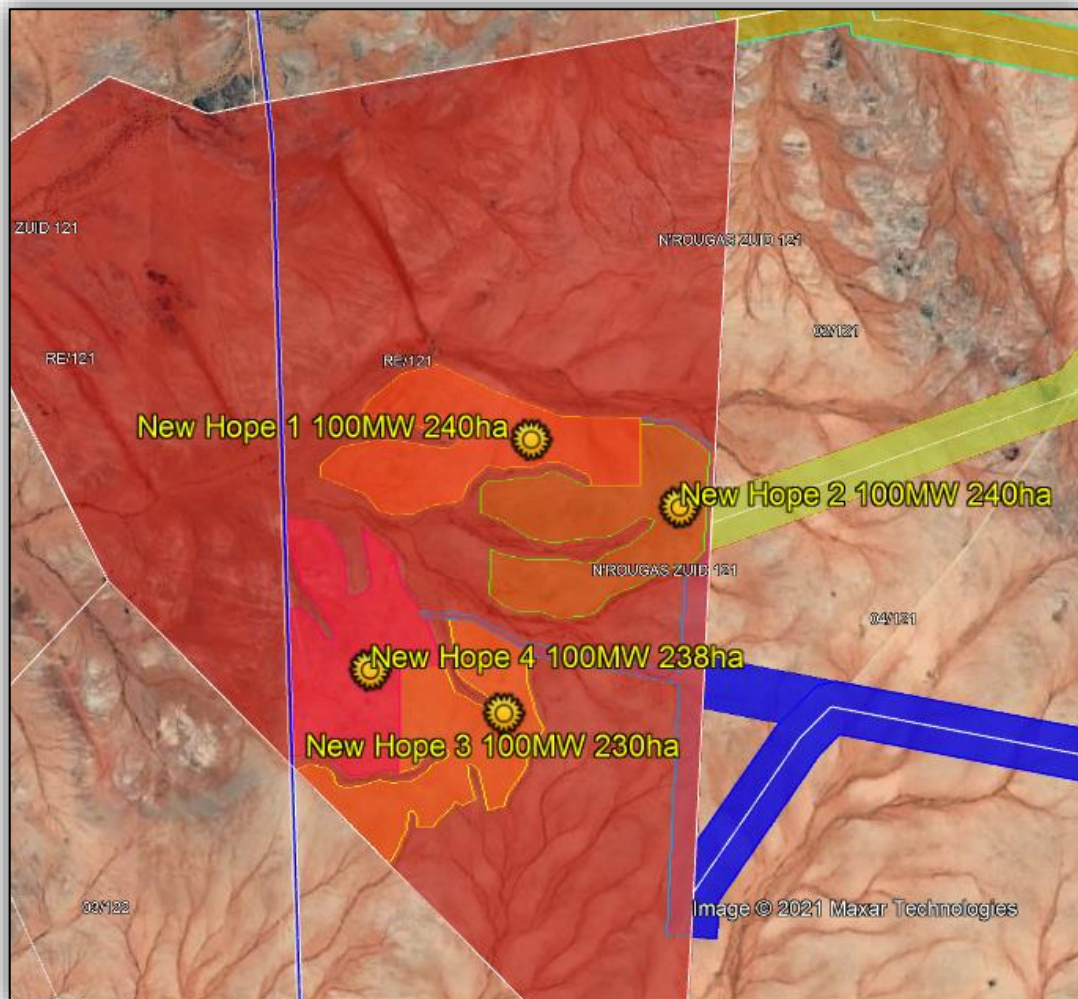 ZUID 121
N'ROUGAS ZUID 121
02/121
RE/121
RE/121
New Hope 1 100MW 240ha
New Hope 2 100MW 240ha
N'ROUGAS ZUID 121
04/121
New Hope 4 100MW 238ha
New Hope 3 100MW 230ha
03/122
Image © 2021 Maxar Technologies